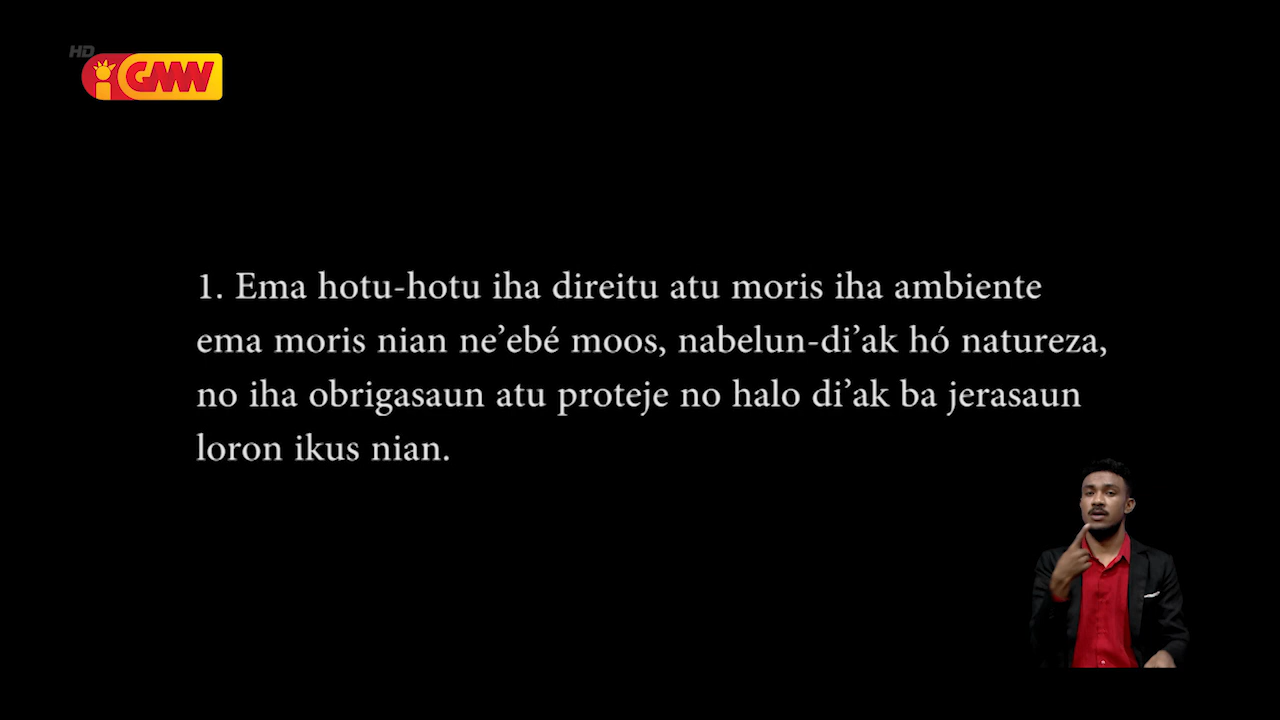 HD
GMN
1. Ema hotu-hotu iha direitu atu moris iha ambiente
ema moris nian ne’ebé moos, nabelun-di’ak hó natureza,
no iha obrigasaun atu proteje no halo di’ak ba jerasaun
loron ikus nian.